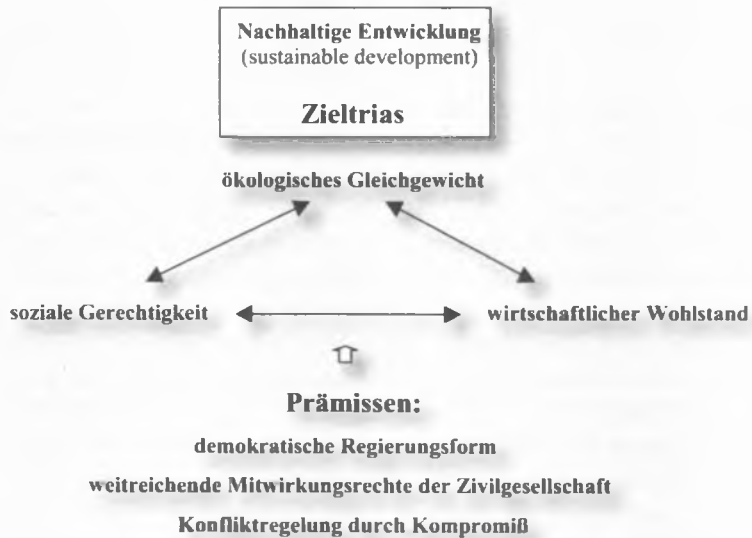 Nachhaltige Entwicklung
(sustainable development)
Zieltrias
ökologisches Gleichgewicht
soziale Gerechtigkeit
wirtschaftlicher Wohlstand
Prämissen:
demokratische Regierungsform
weitreichende Mitwirkungsrechte der Zivilgesellschaft
Konfliktregelung durch Kompromiß